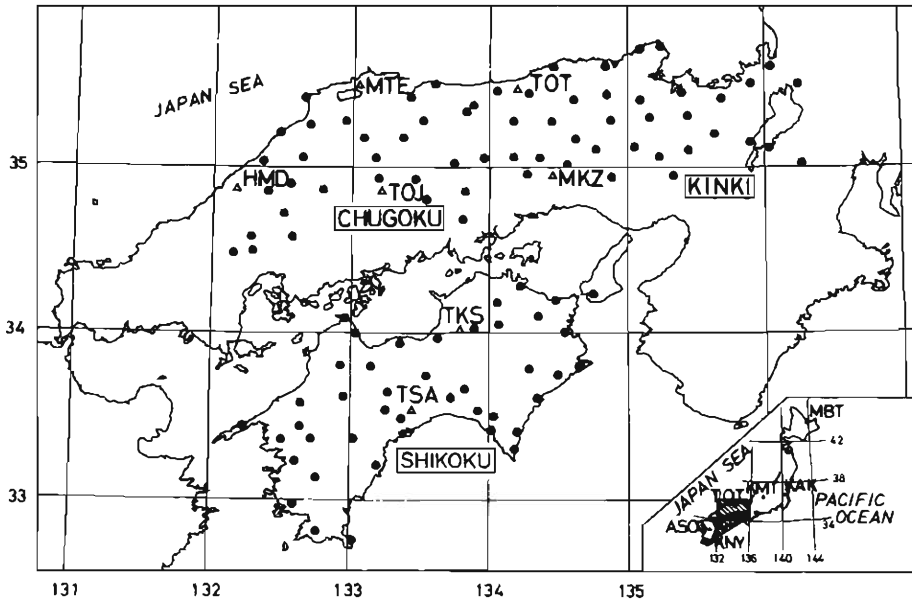 JAPAN SEA
MTE
TOT
35
HMD
TOJ
MKZ
KINKI
CHUGOKU
34
TKS
TSA
SHIKOKU
33
131 132 133 134 135
MBT
42
JAPAN SEA
38
TOT KMT KAK
PACIFIC
OCEAN
34
ASO
KNY
132 136 140 144